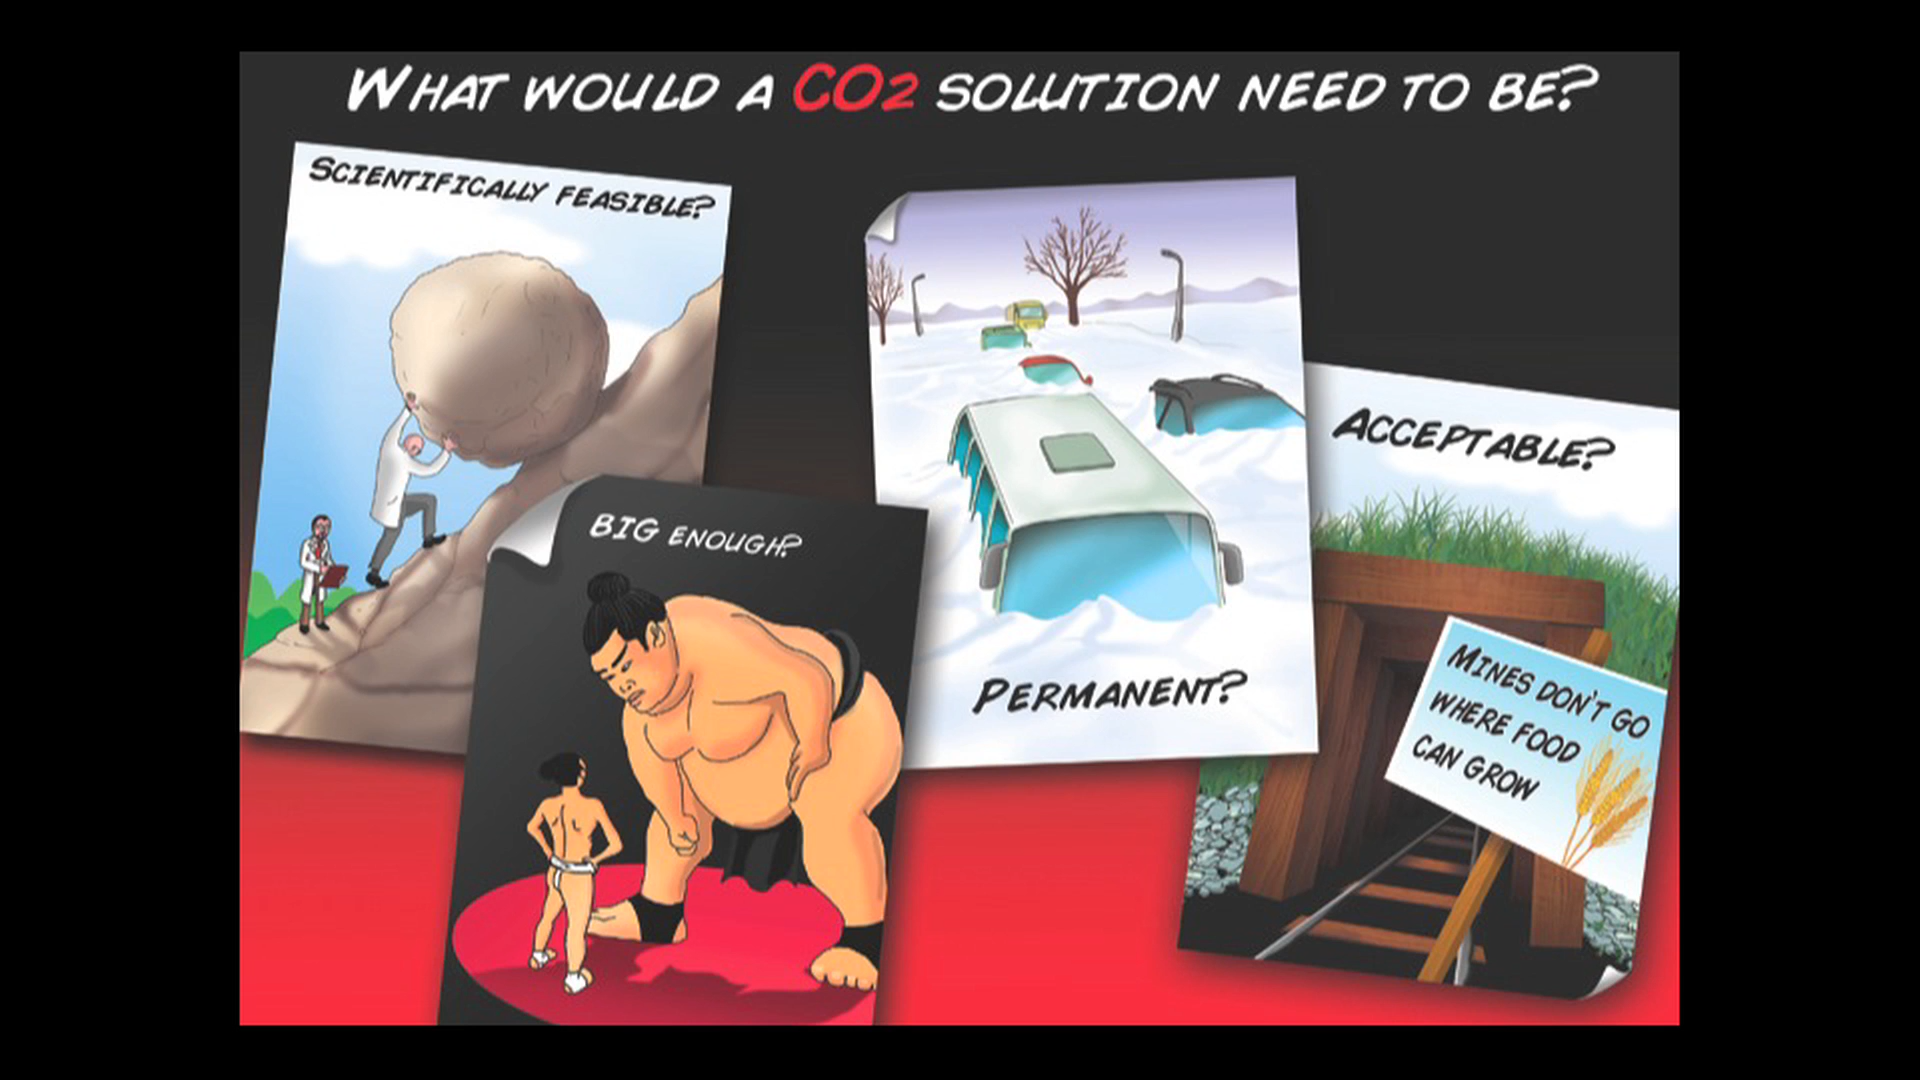 WHAT WOULD A CO2 SOLUTION NEED TO BE?
SCIENTIFICALLY FEASIBLE?
BIG ENOUGH?
PERMANENT?
ACCEPTABLE?
MINES DON'T GO
WHERE FOOD
CAN GROW